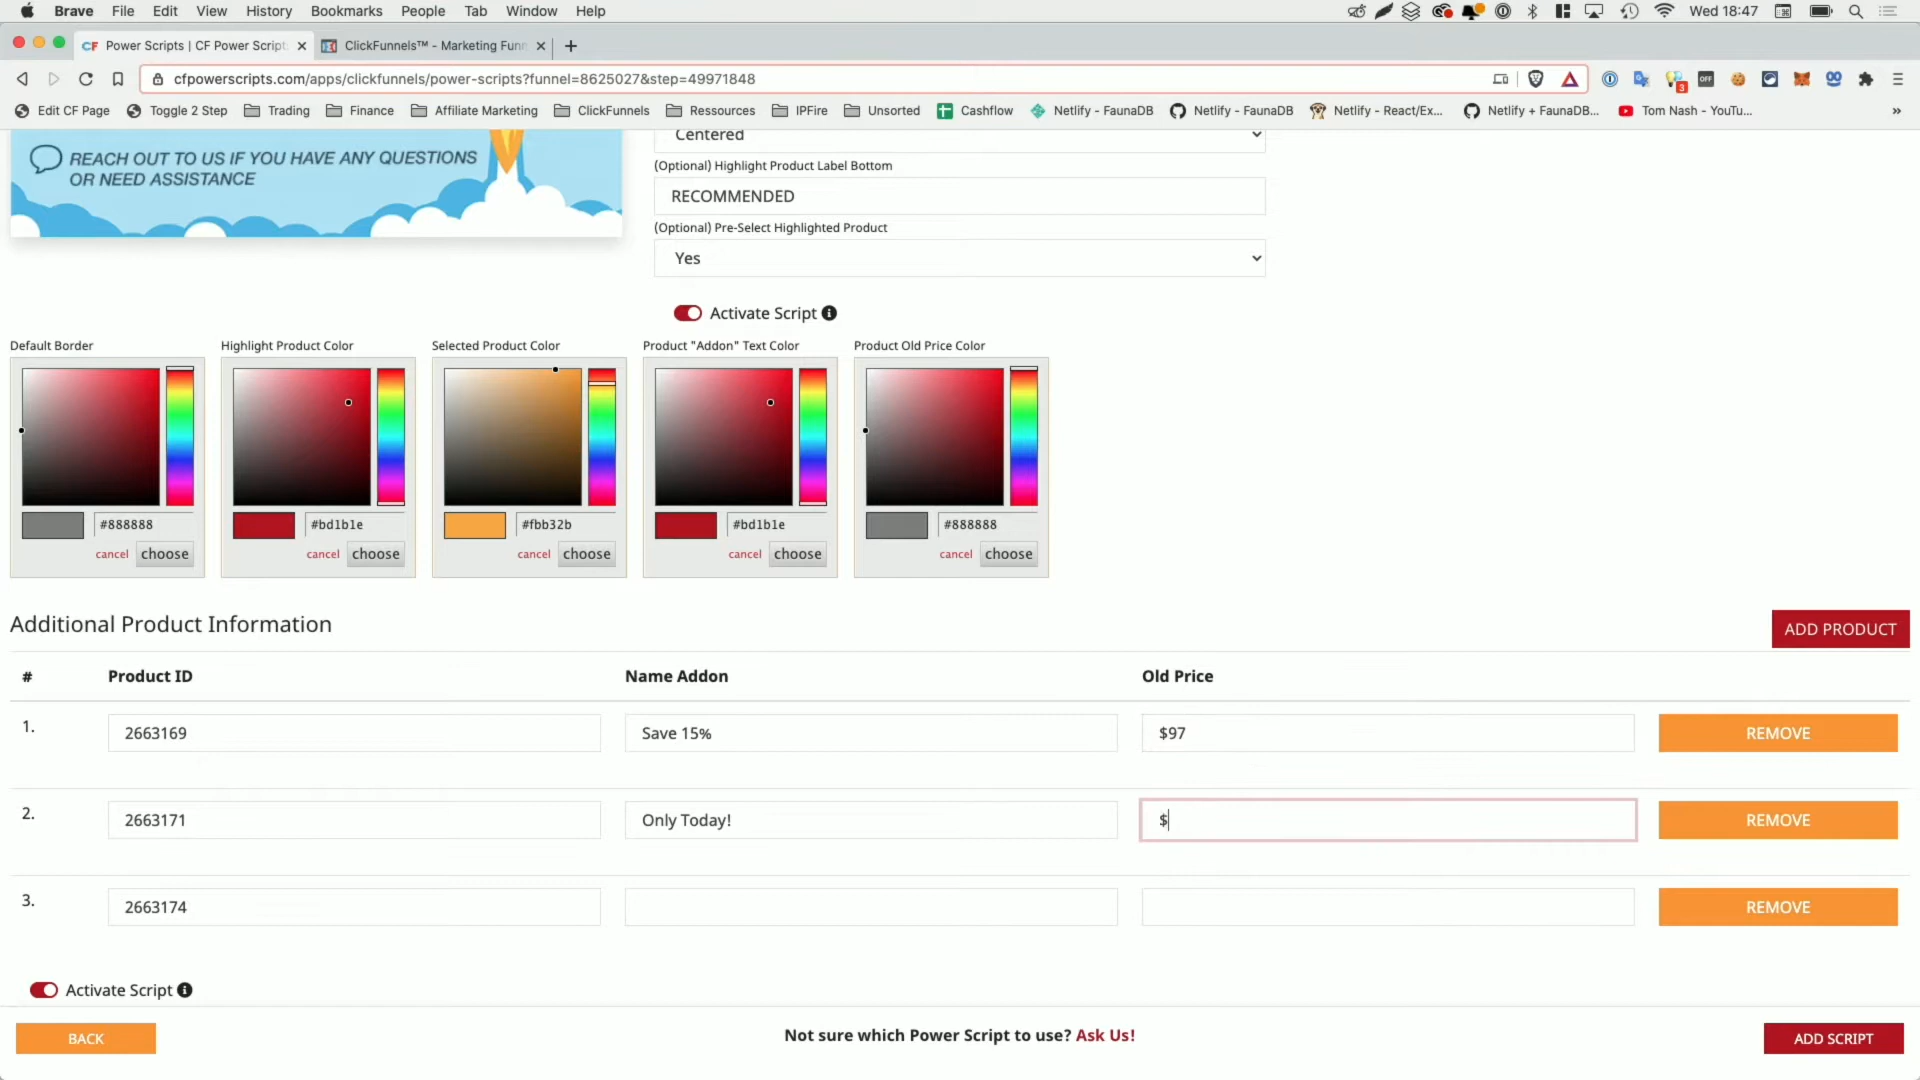 Brave File Edit View History Bookmarks People Tab Window Help Wed 18:47
CF Power Scripts | CF Power Script ClickFunnels™ - Marketing Funn
cfpowerscripts.com/apps/clickfunnels/power-scripts?funnel=8625027&step=49971848
OFF 3
Edit CF Page Toggle 2 Step Trading Finance Affiliate Marketing ClickFunnels Ressources IPFire Unsorted Cashflow Netlify - FaunaDB Netlify - FaunaDB Netlify - React/Ex... Netlify + FaunaDB... Tom Nash - YouTu... »
Centered
REACH OUT TO US IF YOU HAVE ANY QUESTIONS
OR NEED ASSISTANCE
(Optional) Highlight Product Label Bottom
RECOMMENDED
(Optional) Pre-Select Highlighted Product
Yes
Activate Script
Default Border Highlight Product Color Selected Product Color Product "Addon" Text Color Product Old Price Color
#888888 #bd1b1e #fbb32b #bd1b1e #888888
cancel choose cancel choose cancel choose cancel choose cancel choose
Additional Product Information ADD PRODUCT
# Product ID Name Addon Old Price
1. 2663169 Save 15% $97 REMOVE
2. 2663171 Only Today! $ REMOVE
3. 2663174 REMOVE
Activate Script
BACK Not sure which Power Script to use? Ask Us! ADD SCRIPT